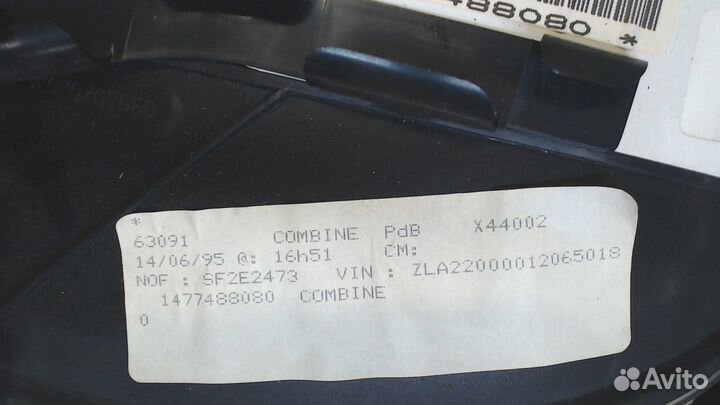 488080 *
*
63091 COMBINE PdB X44002
14/06/95 @: 16h51 CM:
NOF : SF2E2473 VIN : ZLA22000012065018
1477488080 COMBINE
0
Avito